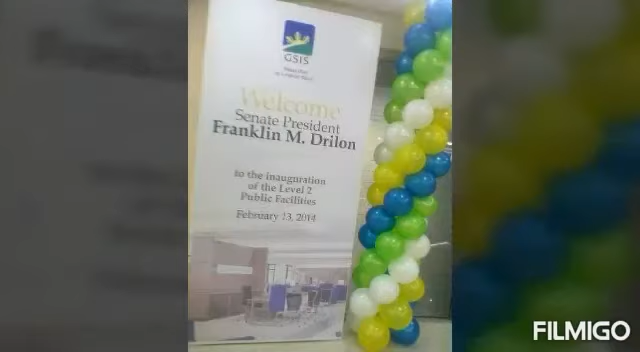 GSIS
Welcome
Senate President
Franklin M. Drilon
to the inauguration
of the Level 2
Public Facilities
February 13, 2014
FILMIGO